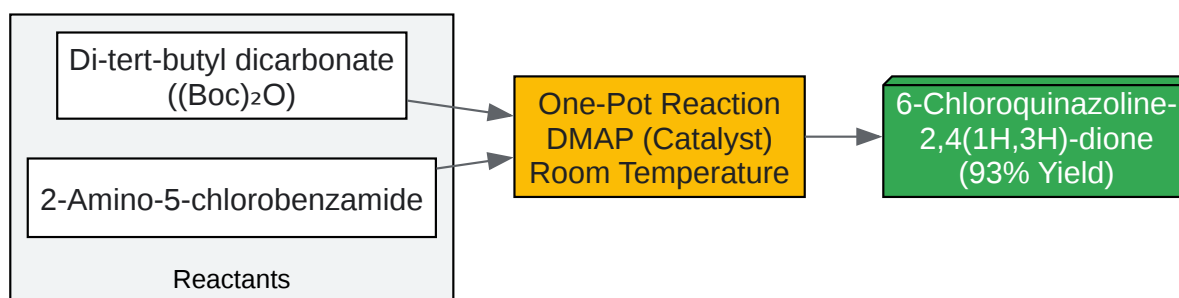 Di-tert-butyl dicarbonate
((Boc)₂O)
2-Amino-5-chlorobenzamide
Reactants
One-Pot Reaction
DMAP (Catalyst)
Room Temperature
6-Chloroquinazoline-
2,4(1H,3H)-dione
(93% Yield)